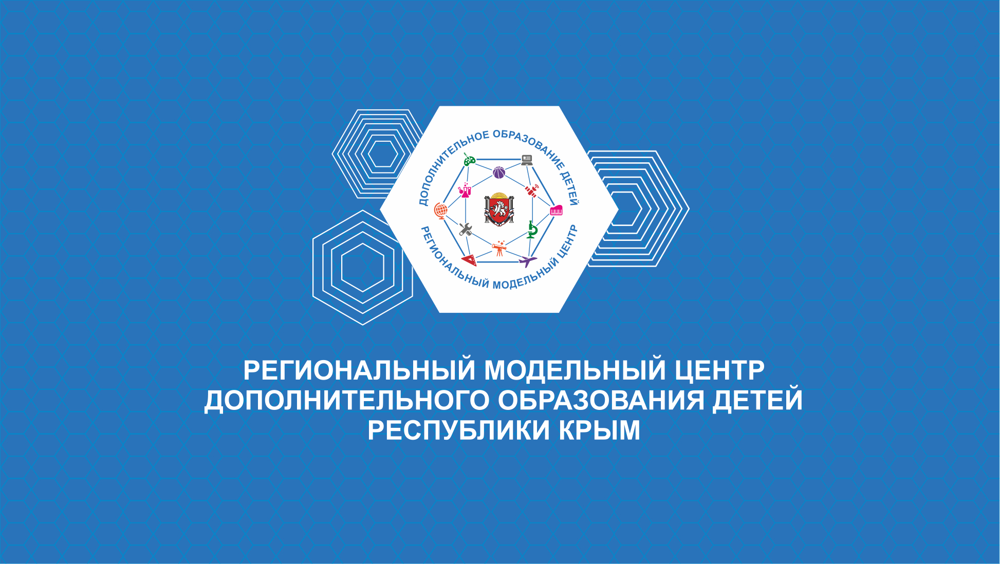 ДОПОЛНИТЕЛЬНОЕ ОБРАЗОВАНИЕ ДЕТЕЙ
РЕГИОНАЛЬНЫЙ МОДЕЛЬНЫЙ ЦЕНТР
РЕГИОНАЛЬНЫЙ МОДЕЛЬНЫЙ ЦЕНТР
ДОПОЛНИТЕЛЬНОГО ОБРАЗОВАНИЯ ДЕТЕЙ
РЕСПУБЛИКИ КРЫМ